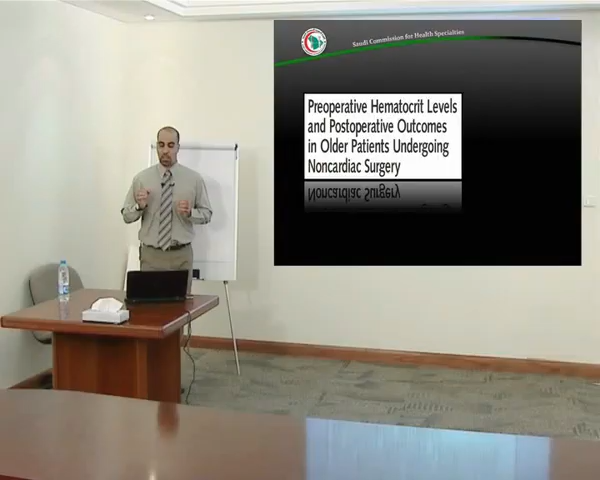 Saudi Commission for Health Specialties
Preoperative Hematocrit Levels
and Postoperative Outcomes
in Older Patients Undergoing
Noncardiac Surgery